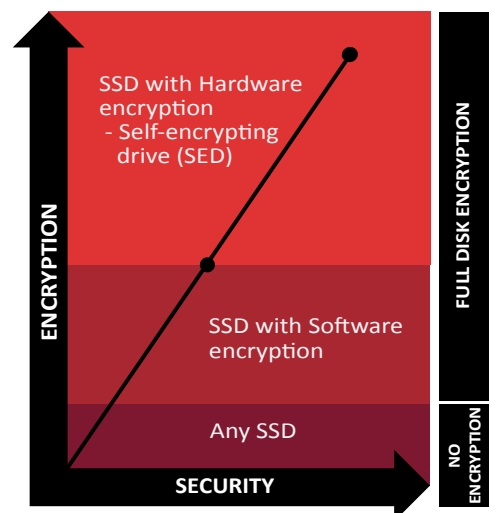 SSD with Hardware
encryption
- Self-encrypting
drive (SED)
SSD with Software
encryption
Any SSD
ENCRYPTION
SECURITY
FULL DISK ENCRYPTION
NO
ENCRYPTION